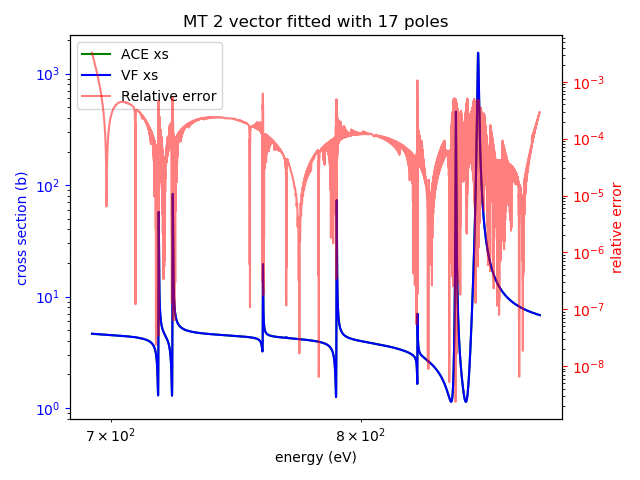 MT 2 vector fitted with 17 poles
ACE xs
VF xs
Relative error
cross section (b)
10³
10²
10¹
10⁰
10⁻³
10⁻⁴
10⁻⁵
10⁻⁶
10⁻⁷
10⁻⁸
relative error
7 × 10²
8 × 10²
energy (eV)